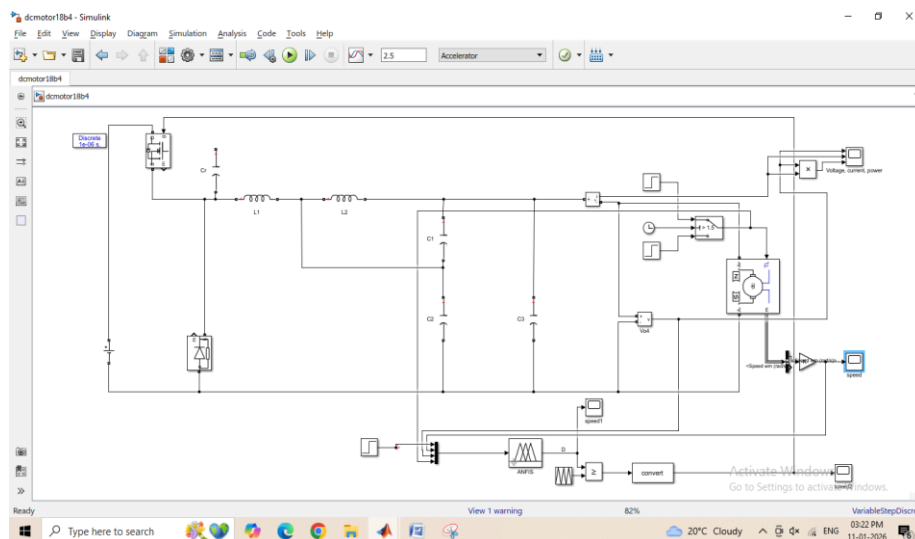 dcmotor18b4 - Simulink
File Edit View Display Diagram Simulation Analysis Code Tools Help
2.5
Accelerator
dcmotor18b4
dcmotor18b4
Discrete
1e-06 s.
Cr
L1
L2
Voltage, current, power
t > 1.5
C1
C2
C3
Vo4
<Speed wm (rad/s)>
speed
speed1
D
ANFIS
≥
convert
Activate Windows
Go to Settings to activate Windows.
Ready
View 1 warning
82%
VariableStepDiscr
Type here to search
20°C Cloudy
ENG
03:22 PM
11-01-2026